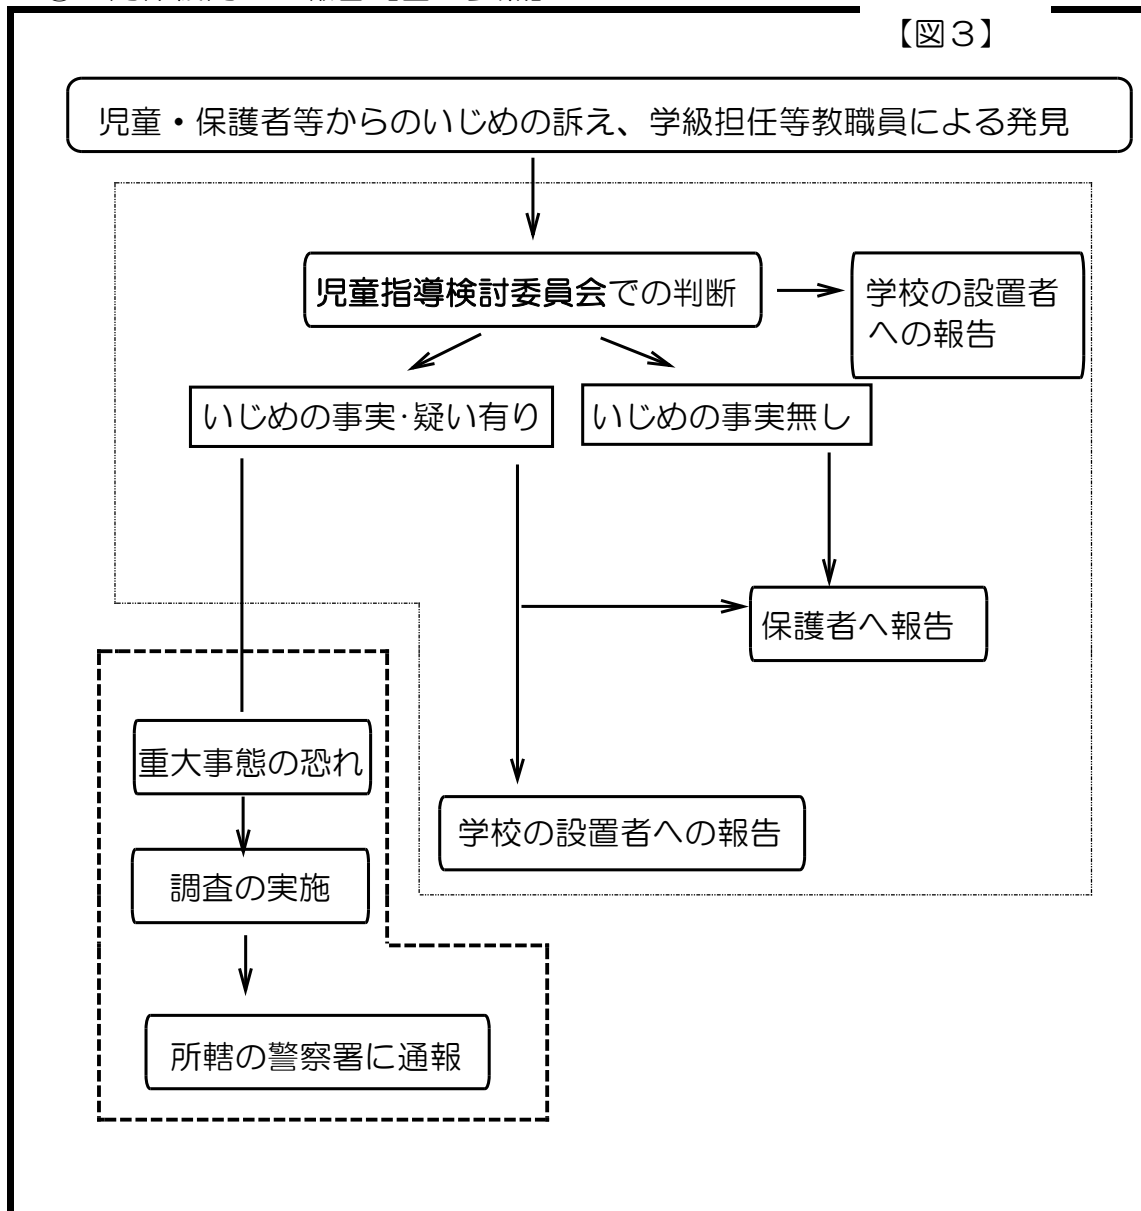 【図３】
児童・保護者等からのいじめの訴え、学級担任等教職員による発見
児童指導検討委員会での判断
学校の設置者
への報告
いじめの事実・疑い有り
いじめの事実無し
保護者へ報告
重大事態の恐れ
学校の設置者への報告
調査の実施
所轄の警察署に通報